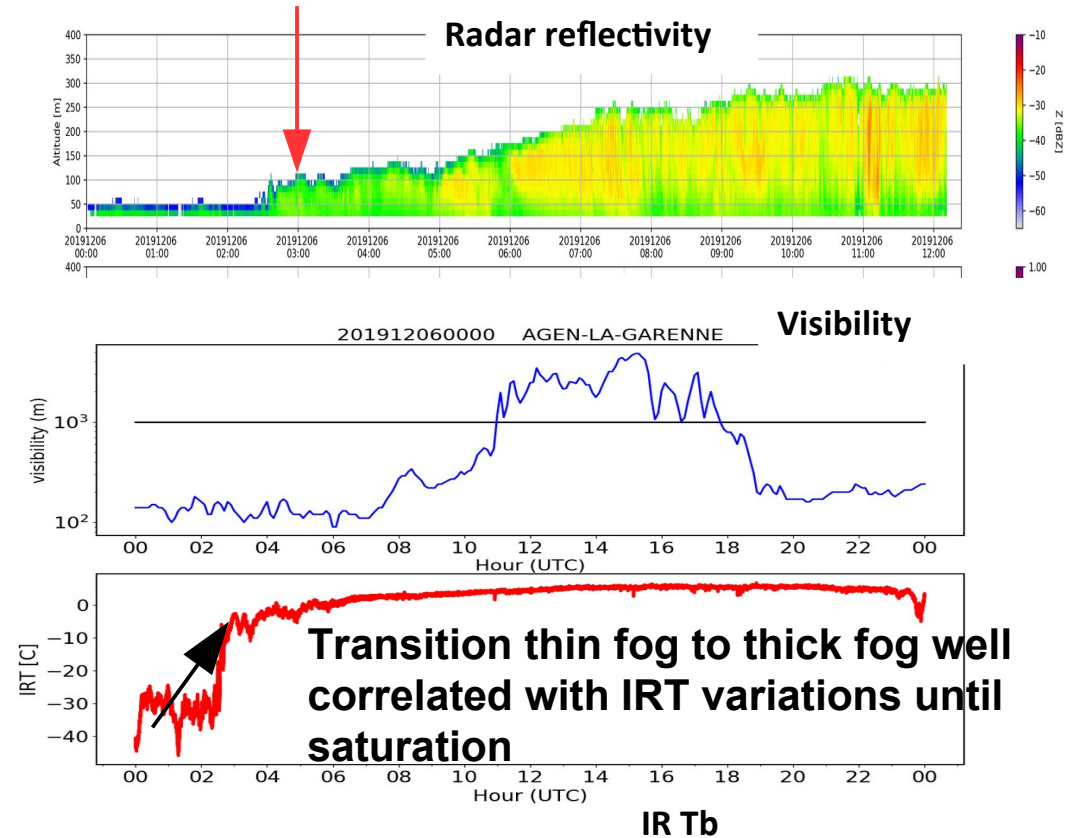 Radar reflectivity
400
350
300
250
200
150
100
50
0
Altitude [m]
20191206 20191206 20191206 20191206 20191206 20191206 20191206 20191206 20191206 20191206 20191206 20191206 20191206
00:00 01:00 02:00 03:00 04:00 05:00 06:00 07:00 08:00 09:00 10:00 11:00 12:00
400
−10
−20
−30
−40
−50
−60
Z [dBZ]
1.00
Visibility
201912060000 AGEN-LA-GARENNE
visibility (m)
10³
10²
00 02 04 06 08 10 12 14 16 18 20 22 00
Hour (UTC)
IRT [C]
0
−10
−20
−30
−40
Transition thin fog to thick fog well
correlated with IRT variations until
saturation
00 02 04 06 08 10 12 14 16 18 20 22 00
Hour (UTC)
IR Tb